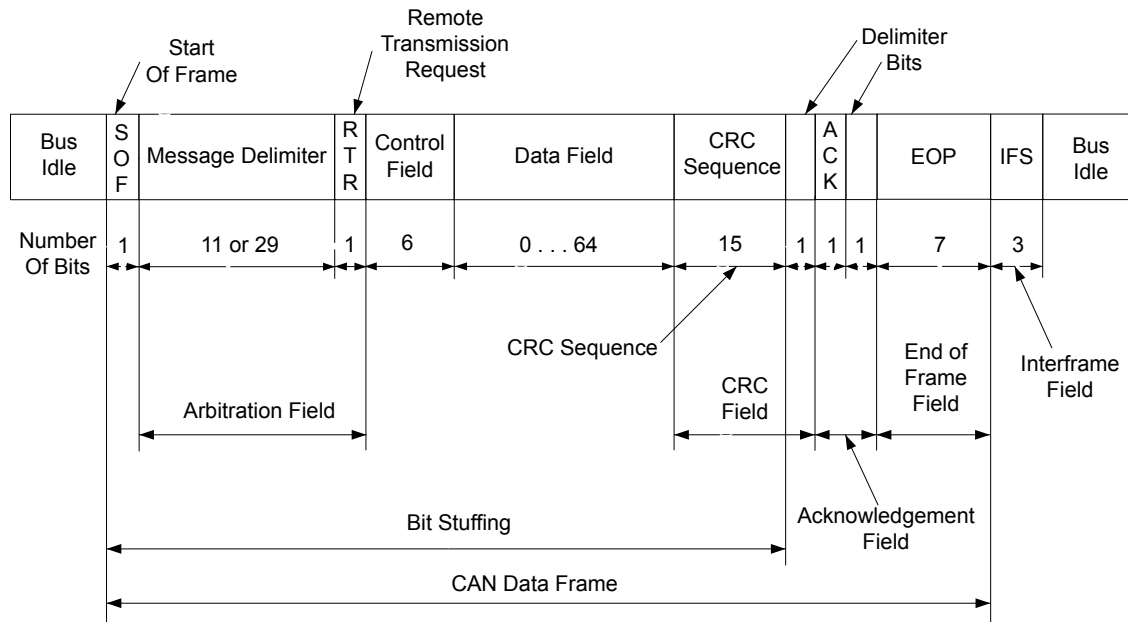 Start
Of Frame
Remote
Transmission
Request
Delimiter
Bits
Bus
Idle
S
O
F
Message Delimiter
R
T
R
Control
Field
Data Field
CRC
Sequence
A
C
K
EOP
IFS
Bus
Idle
Number
Of Bits
1
11 or 29
1
6
0 . . . 64
15
1
1
1
7
3
CRC Sequence
Arbitration Field
CRC
Field
End of
Frame
Field
Interframe
Field
Bit Stuffing
Acknowledgement
Field
CAN Data Frame